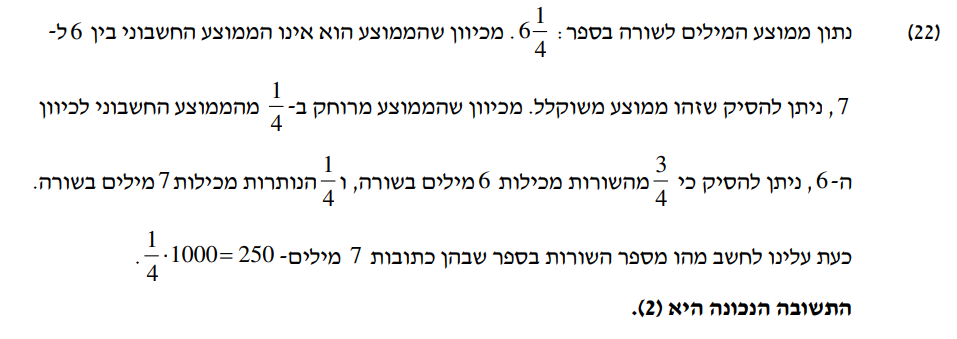 (22) נתון ממוצע המילים לשורה בספר: 6 1/4. מכיוון שהממוצע הוא אינו הממוצע החשבוני בין 6 ל-
7, ניתן להסיק שזהו ממוצע משוקלל. מכיוון שהממוצע מרוחק ב- 1/4 מהממוצע החשבוני לכיוון
ה-6, ניתן להסיק כי 3/4 מהשורות מכילות 6 מילים בשורה, ו 1/4 הנותרות מכילות 7 מילים בשורה.
כעת עלינו לחשב מהו מספר השורות בספר שבהן כתובות 7 מילים- 1/4 ·1000= 250.
התשובה הנכונה היא (2).